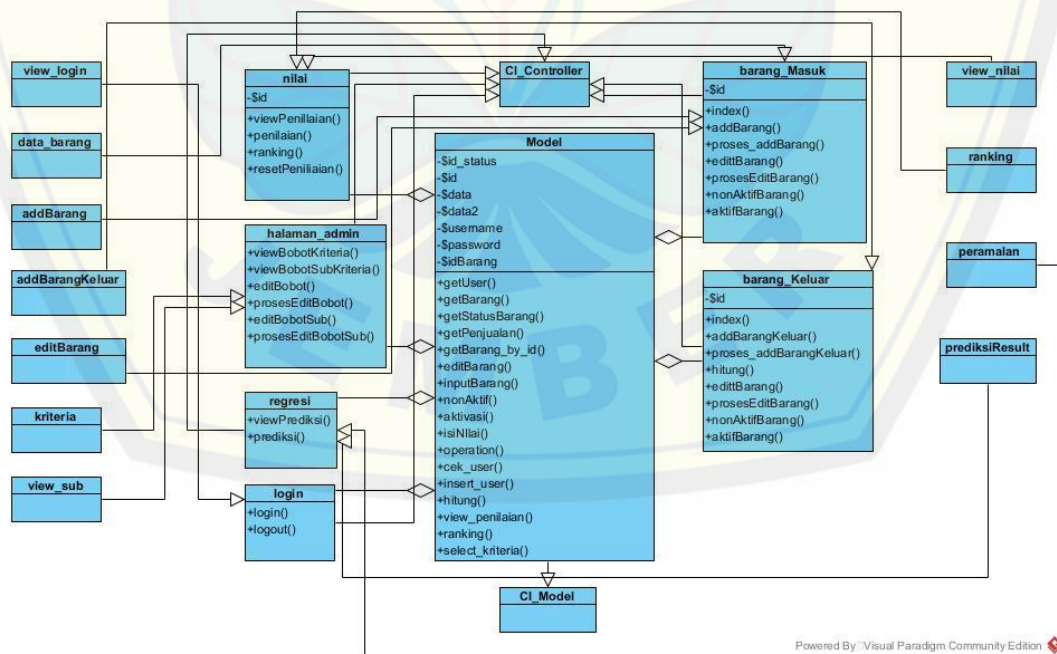 view_login
data_barang
addBarang
addBarangKeluar
editBarang
kriteria
view_sub
nilai
-$id
+viewPenillaian()
+penilaian()
+ranking()
+resetPeniliaian()
halaman_admin
+viewBobotKriteria()
+viewBobotSubKriteria()
+editBobot()
+prosesEditBobot()
+editBobotSub()
+prosesEditBobotSub()
regresi
+viewPrediksi()
+prediksi()
login
+login()
+logout()
CI_Controller
Model
-$id_status
-$id
-$data
-$data2
-$username
-$password
-$idBarang
+getUser()
+getBarang()
+getStatusBarang()
+getPenjualan()
+getBarang_by_id()
+editBarang()
+inputBarang()
+nonAktif()
+aktivasi()
+isiNIlai()
+operation()
+cek_user()
+insert_user()
+hitung()
+view_penilaian()
+ranking()
+select_kriteria()
CI_Model
barang_Masuk
-$id
+index()
+addBarang()
+proses_addBarang()
+edittBarang()
+prosesEditBarang()
+nonAktifBarang()
+aktifBarang()
barang_Keluar
-$id
+index()
+addBarangKeluar()
+proses_addBarangKeluar()
+hitung()
+edittBarang()
+prosesEditBarang()
+nonAktifBarang()
+aktifBarang()
view_nilai
ranking
peramalan
prediksiResult
JEMBER
Powered By Visual Paradigm Community Edition